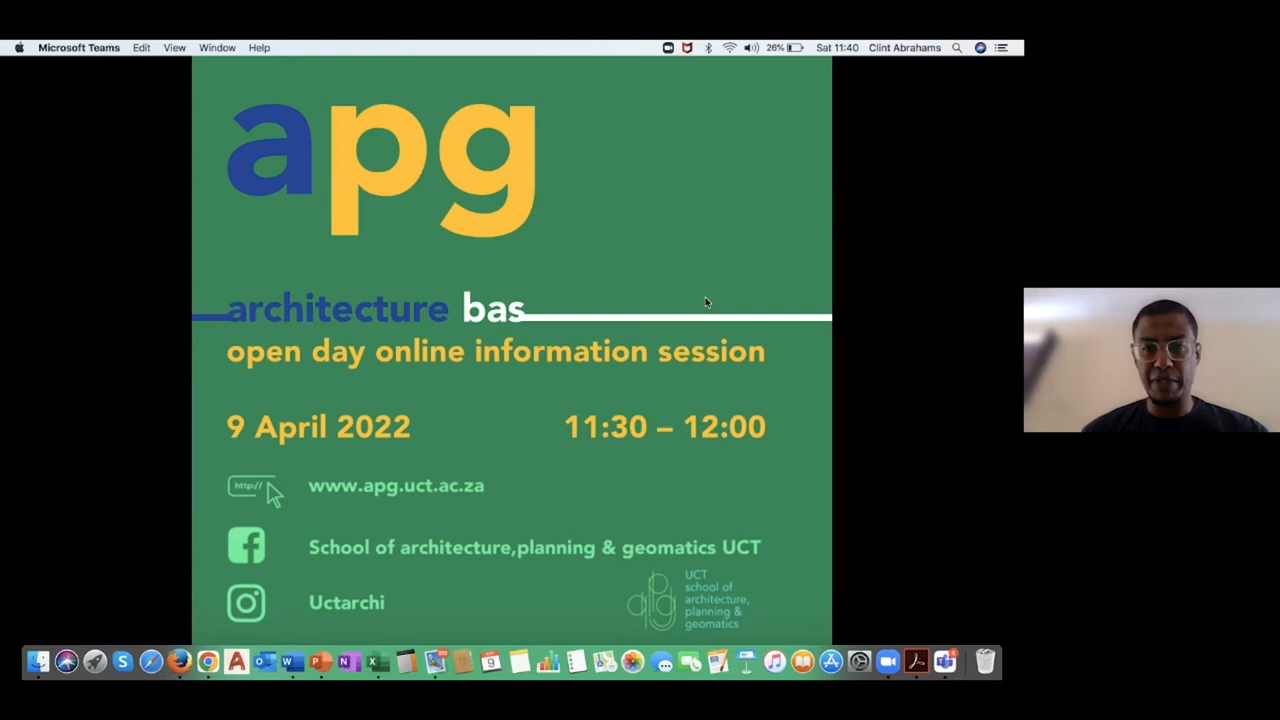 Microsoft Teams Edit View Window Help 26% Sat 11:40 Clint Abrahams
apg
architecture bas
open day online information session
9 April 2022 11:30 – 12:00
http:// www.apg.uct.ac.za
School of architecture,planning & geomatics UCT
Uctarchi
apg
UCT
school of
architecture,
planning &
geomatics